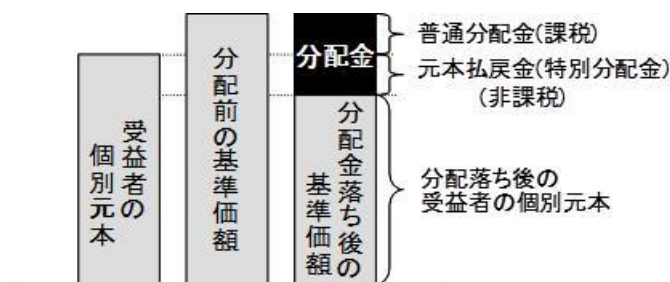 受益者の
個別元本
分配前の基準価額
分配金
分配金落ち後の
基準価額
普通分配金(課税)
元本払戻金(特別分配金)
(非課税)
分配落ち後の
受益者の個別元本